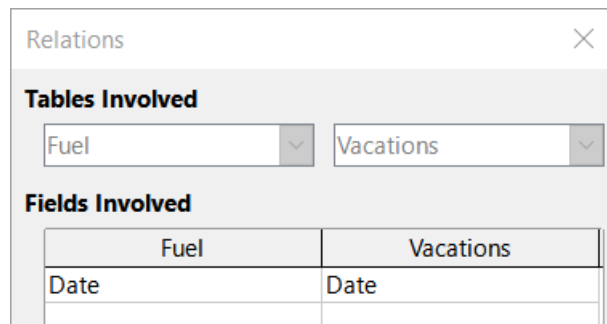 Relations
Tables Involved
Fuel Vacations
Fields Involved
Fuel Vacations
Date Date